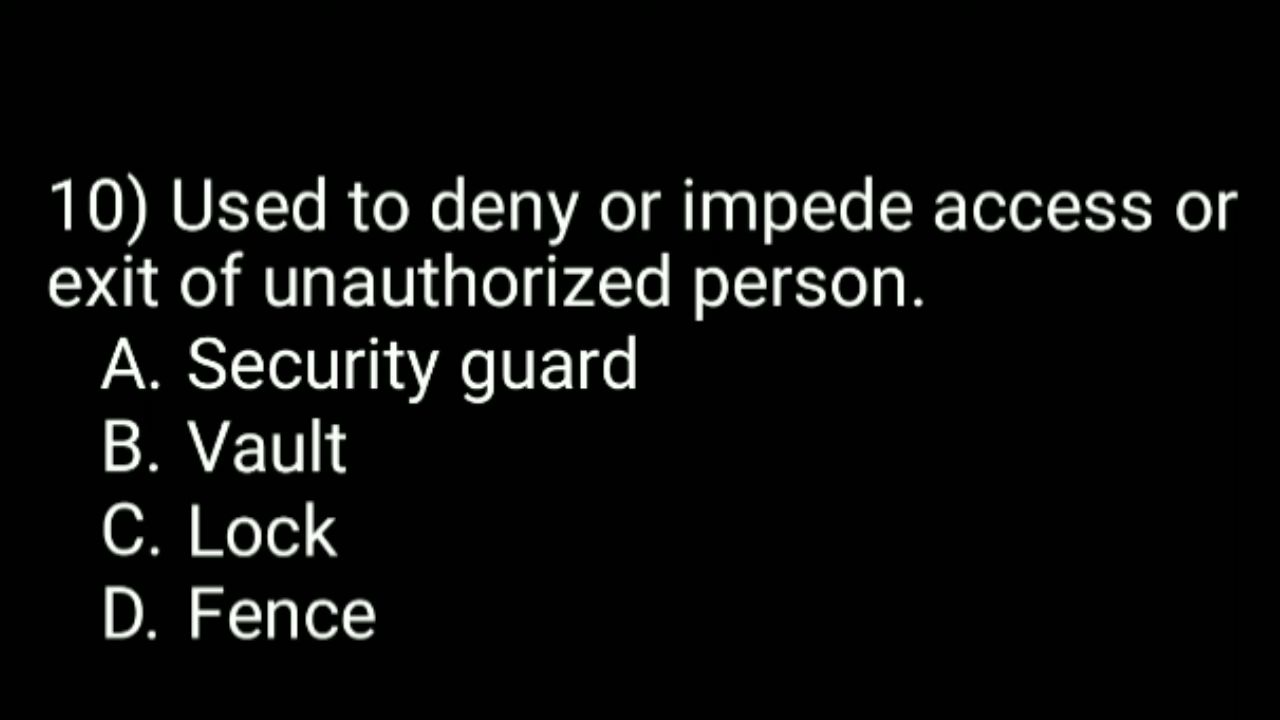 10) Used to deny or impede access or
exit of unauthorized person.
A. Security guard
B. Vault
C. Lock
D. Fence